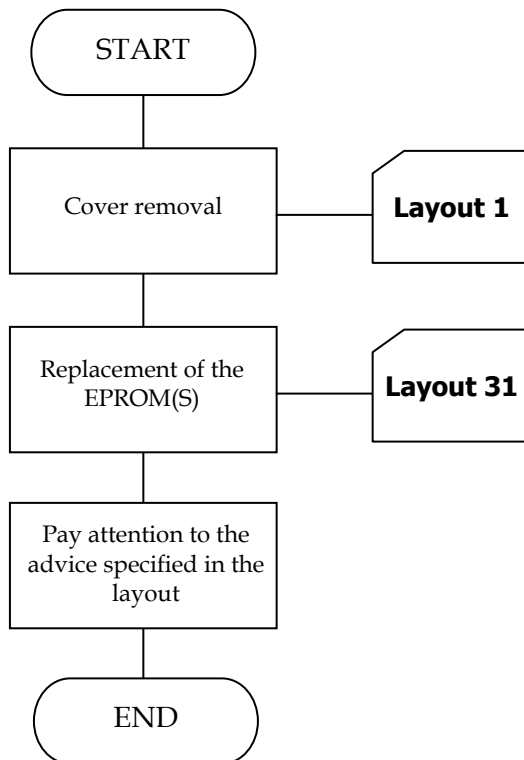 START
Cover removal
Layout 1
Replacement of the
EPROM(S)
Layout 31
Pay attention to the
advice specified in the
layout
END